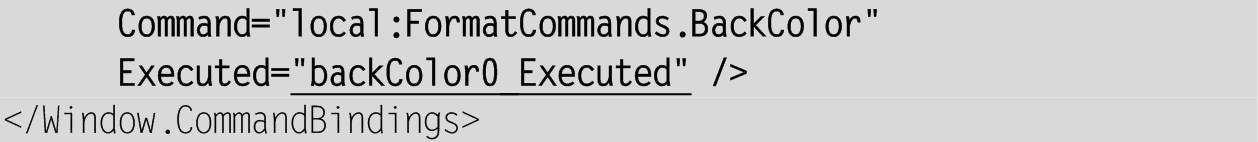 Command="local:FormatCommands.BackColor"
Executed="backColor0_Executed" />
</Window.CommandBindings>